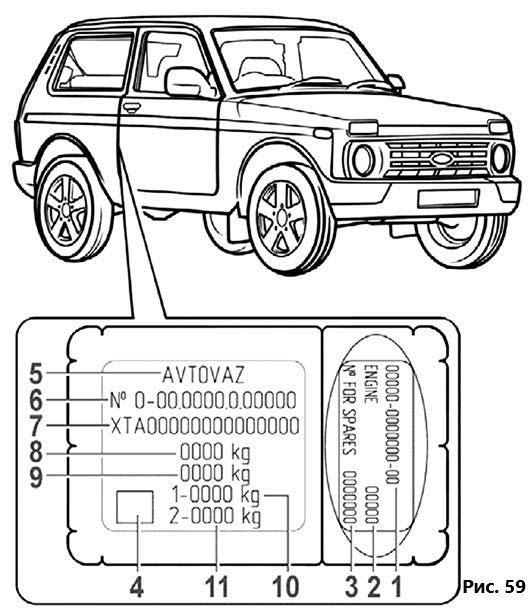 5 AVTOVAZ
6 Nº 0-00.0000.0.00000
7 XTA00000000000000
8 0000 kg
9 0000 kg
1-0000 kg
2-0000 kg
4 11 10
00000-0000000-00
ENGINE 00000
Nº FOR SPARES 0000000
3 2 1
Рис. 59